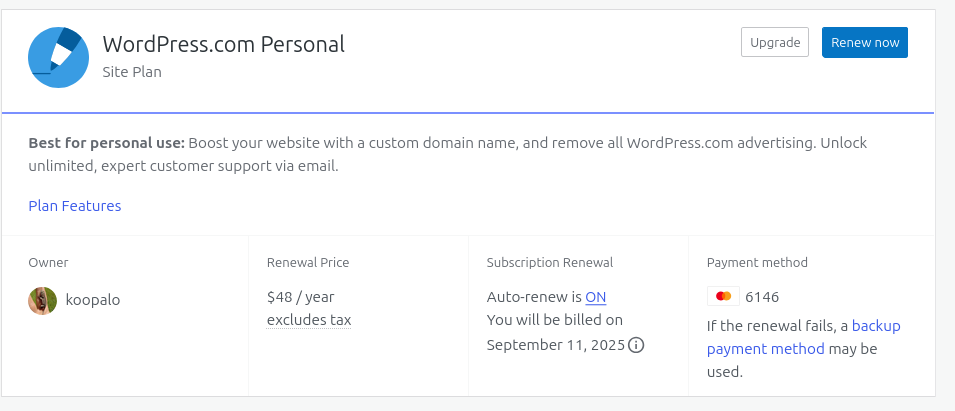 WordPress.com Personal
Site Plan
Upgrade
Renew now
Best for personal use: Boost your website with a custom domain name, and remove all WordPress.com advertising. Unlock
unlimited, expert customer support via email.
Plan Features
Owner
koopalo
Renewal Price
$48 / year
excludes tax
Subscription Renewal
Auto-renew is ON
You will be billed on
September 11, 2025
Payment method
6146
If the renewal fails, a backup
payment method may be
used.